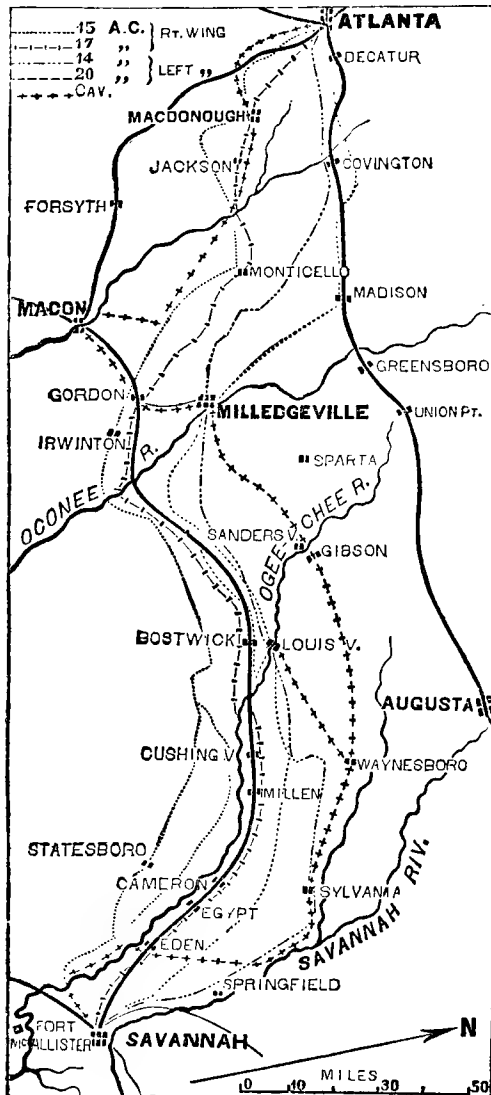 ATLANTA
15 A.C. } RT. WING
17 „
14 „ } LEFT „
20 „
CAV.
DECATUR
MACDONOUGH
JACKSON
COVINGTON
FORSYTH
MONTICELLO
MADISON
MACON
GREENSBORO
GORDON
MILLEDGEVILLE
UNION PT.
IRWINTON
SPARTA
OCONEE R.
OGEECHEE R.
SANDERS V.
GIBSON
BOSTWICK
LOUIS V.
AUGUSTA
CUSHING V
WAYNESBORO
MILLEN
STATESBORO
CAMERON
SYLVANIA
EGYPT
SAVANNAH RIV.
EDEN
SPRINGFIELD
FORT
McALLISTER
SAVANNAH
N
MILES
0 10 50